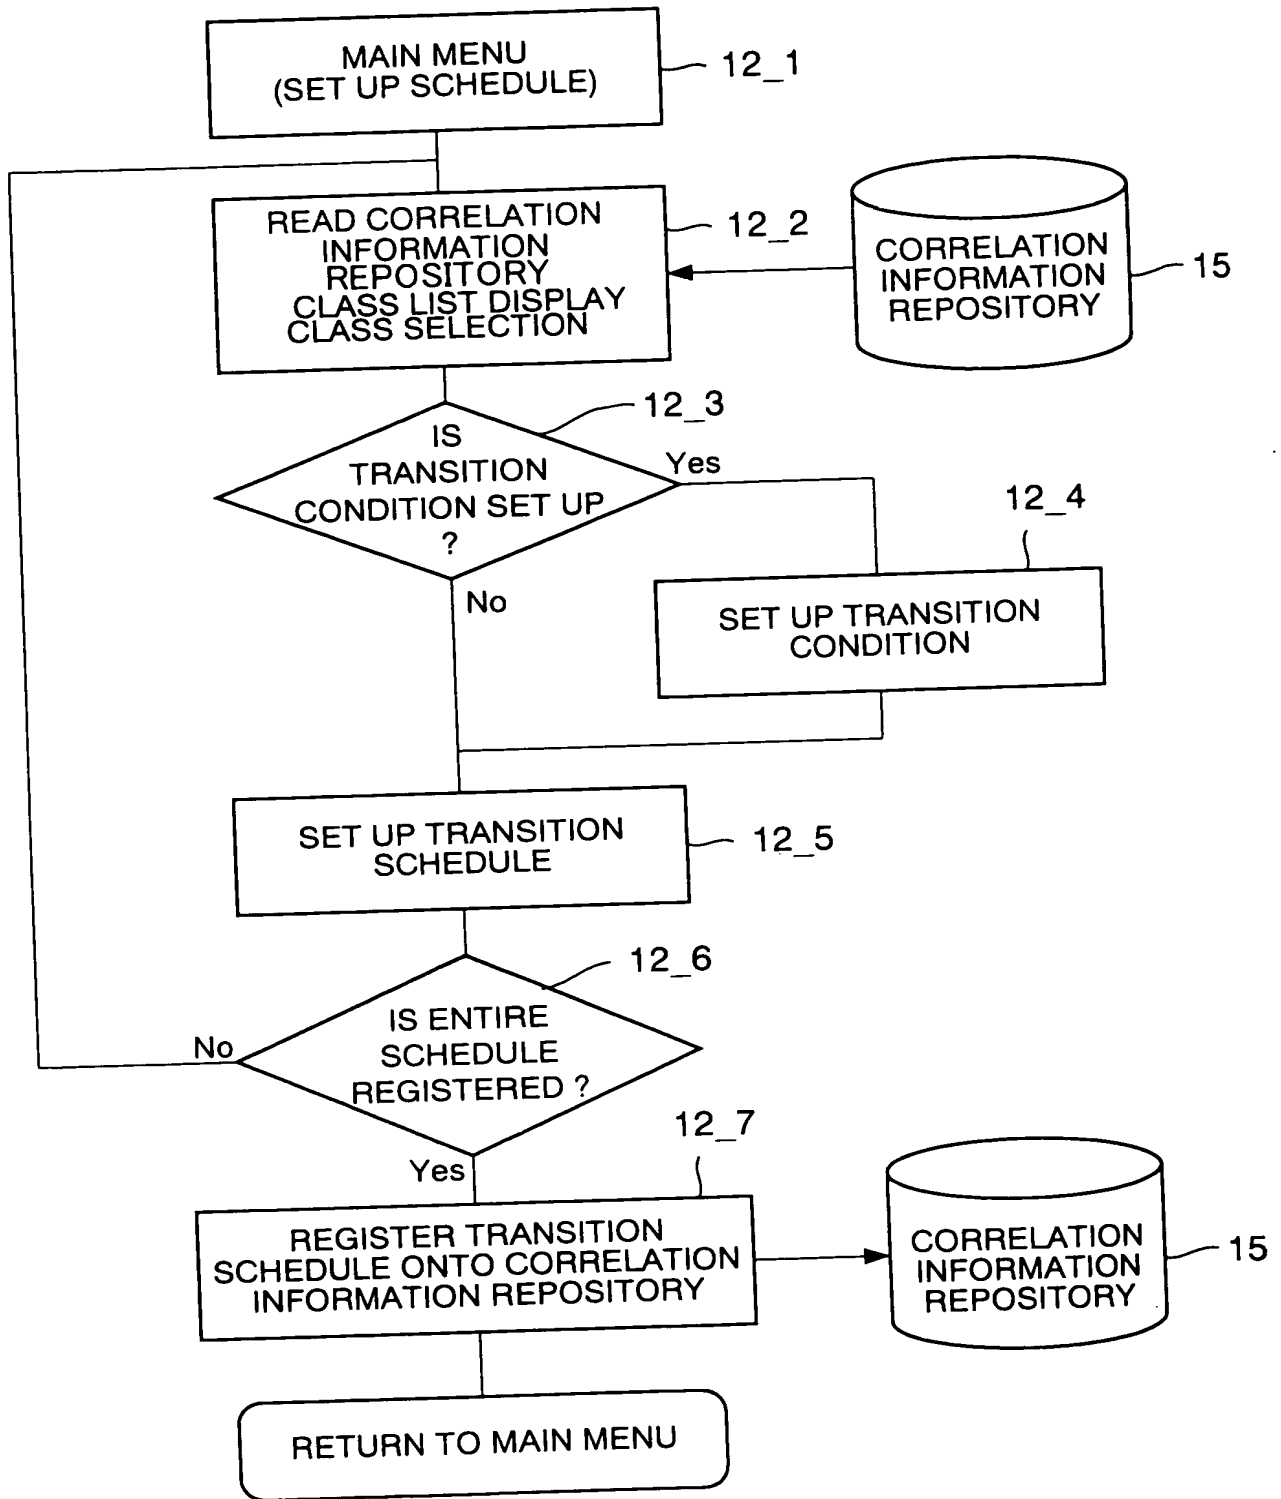 MAIN MENU
(SET UP SCHEDULE)
12_1
READ CORRELATION
INFORMATION
REPOSITORY
CLASS LIST DISPLAY
CLASS SELECTION
12_2
CORRELATION
INFORMATION
REPOSITORY
15
12_3
IS
TRANSITION
CONDITION SET UP
?
Yes
No
12_4
SET UP TRANSITION
CONDITION
SET UP TRANSITION
SCHEDULE
12_5
12_6
IS ENTIRE
SCHEDULE
REGISTERED ?
No
Yes
12_7
REGISTER TRANSITION
SCHEDULE ONTO CORRELATION
INFORMATION REPOSITORY
CORRELATION
INFORMATION
REPOSITORY
15
RETURN TO MAIN MENU